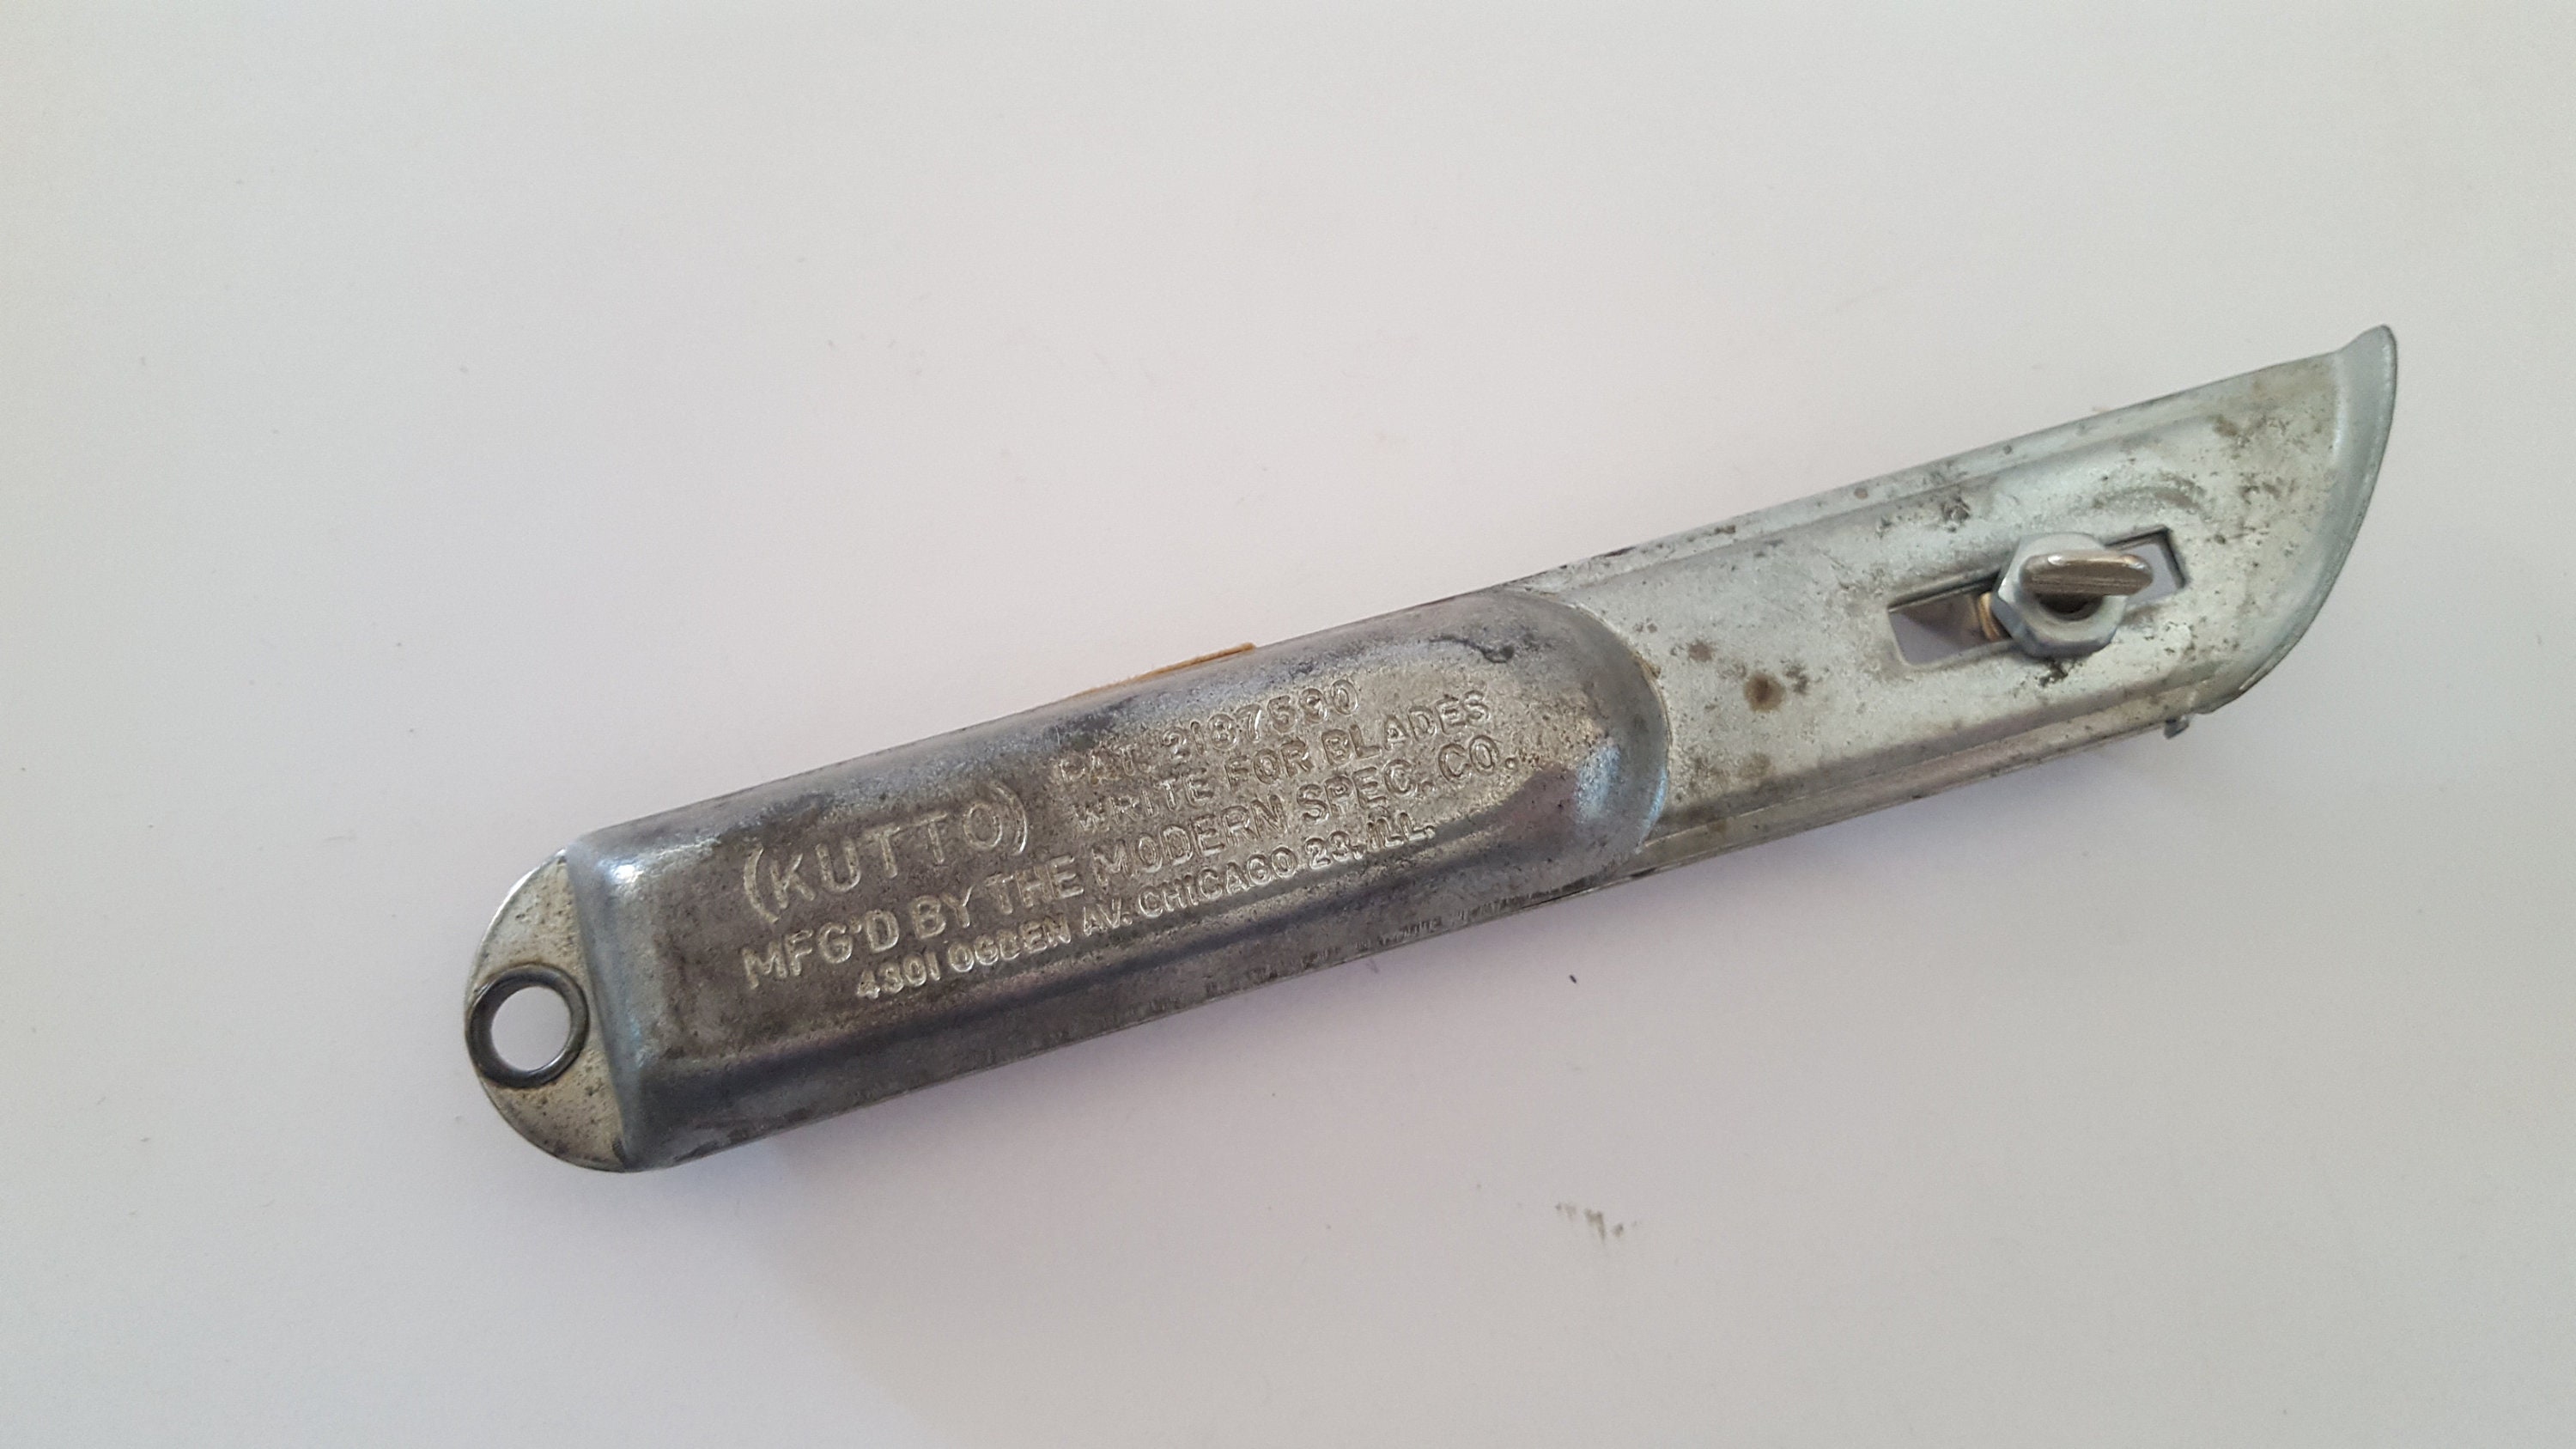 (KUTTO)
PAT. 2187590
WRITE FOR BLADES
MFG'D BY THE MODERN SPEC. CO.
4301 OGDEN AV. CHICAGO 23, ILL.